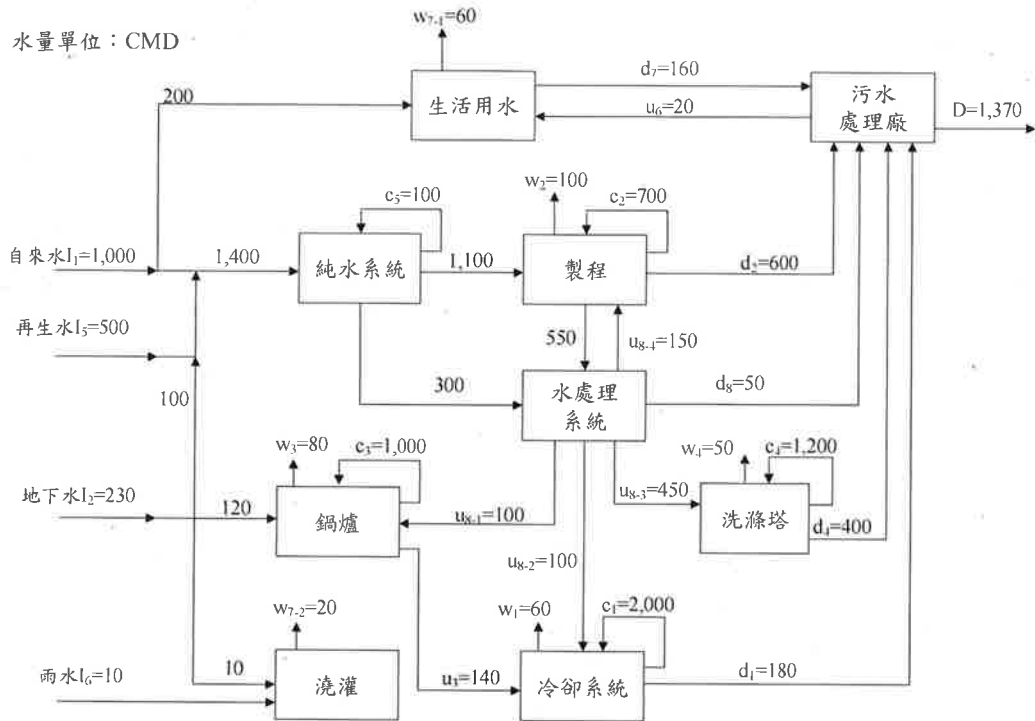 水量單位：CMD
w7-1=60
200
生活用水
d7=160
u6=20
污水
處理廠
D=1,370
c5=100
w2=100
c2=700
自來水I1=1,000
1,400
純水系統
1,100
製程
d2=600
再生水I5=500
550
u8-4=150
100
300
水處理
系統
d8=50
w3=80
c3=1,000
w4=50
c4=1,200
地下水I2=230
120
鍋爐
u8-1=100
u8-3=450
洗滌塔
d4=400
u8-2=100
w7-2=20
w1=60
c1=2,000
雨水I6=10
10
澆灌
u3=140
冷卻系統
d1=180